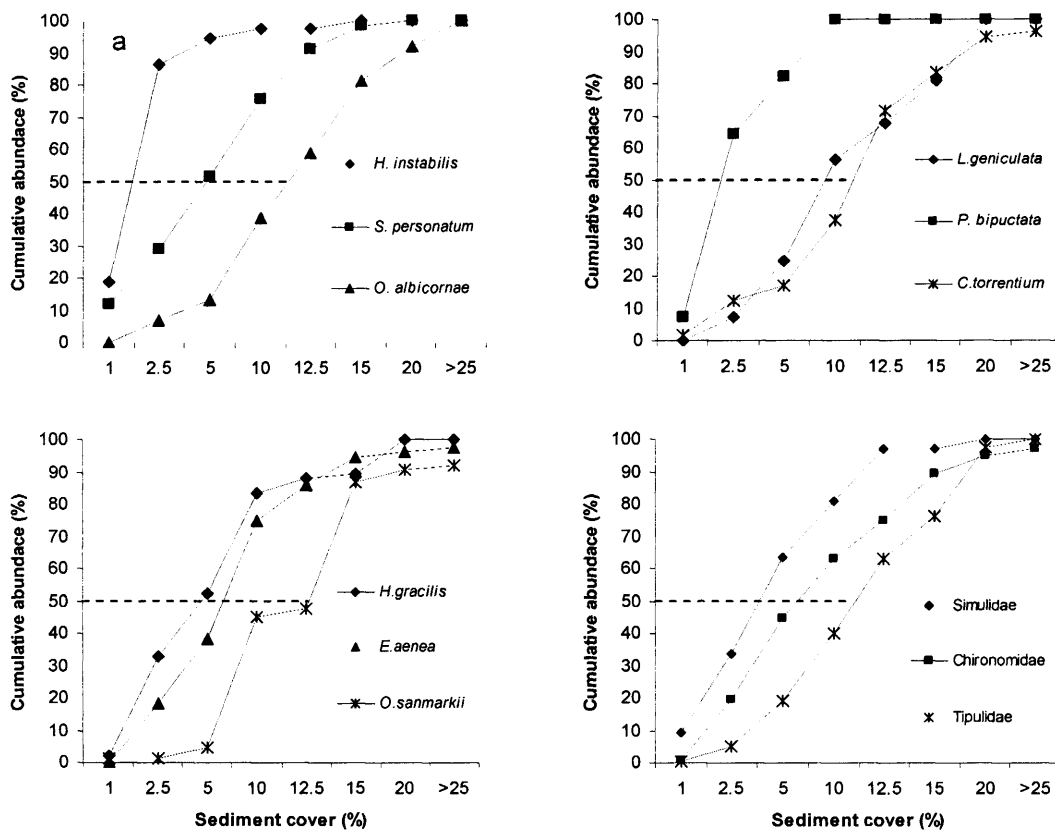 a
Cumulative abundace (%)
100
90
80
70
60
50
40
30
20
10
0
H. instabilis
S. personatum
O. albicornae
1 2.5 5 10 12.5 15 20 >25
Cumulative abundace (%)
100
90
80
70
60
50
40
30
20
10
0
L.geniculata
P. bipuctata
C.torrentium
1 2.5 5 10 12.5 15 20 >25
Cumulative abundace (%)
100
90
80
70
60
50
40
30
20
10
0
H.gracilis
E.aenea
O.sanmarkii
1 2.5 5 10 12.5 15 20 >25
Sediment cover (%)
Cumulative abundace (%)
100
90
80
70
60
50
40
30
20
10
0
Simulidae
Chironomidae
Tipulidae
1 2.5 5 10 12.5 15 20 >25
Sediment cover (%)